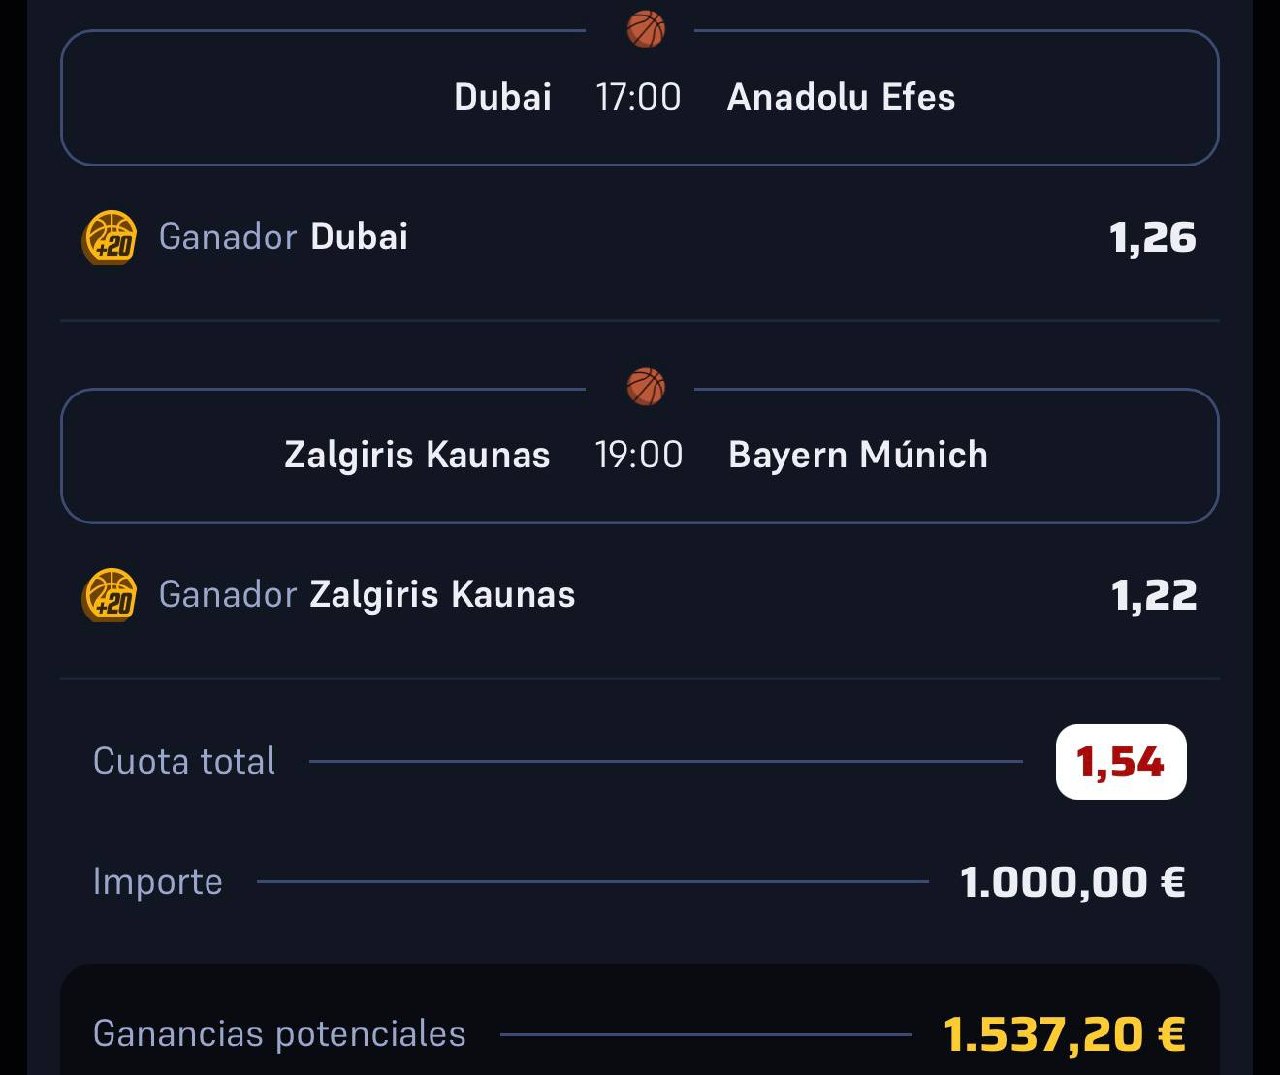 Dubai 17:00 Anadolu Efes
+20 Ganador Dubai 1,26
Zalgiris Kaunas 19:00 Bayern Múnich
+20 Ganador Zalgiris Kaunas 1,22
Cuota total 1,54
Importe 1.000,00 €
Ganancias potenciales 1.537,20 €